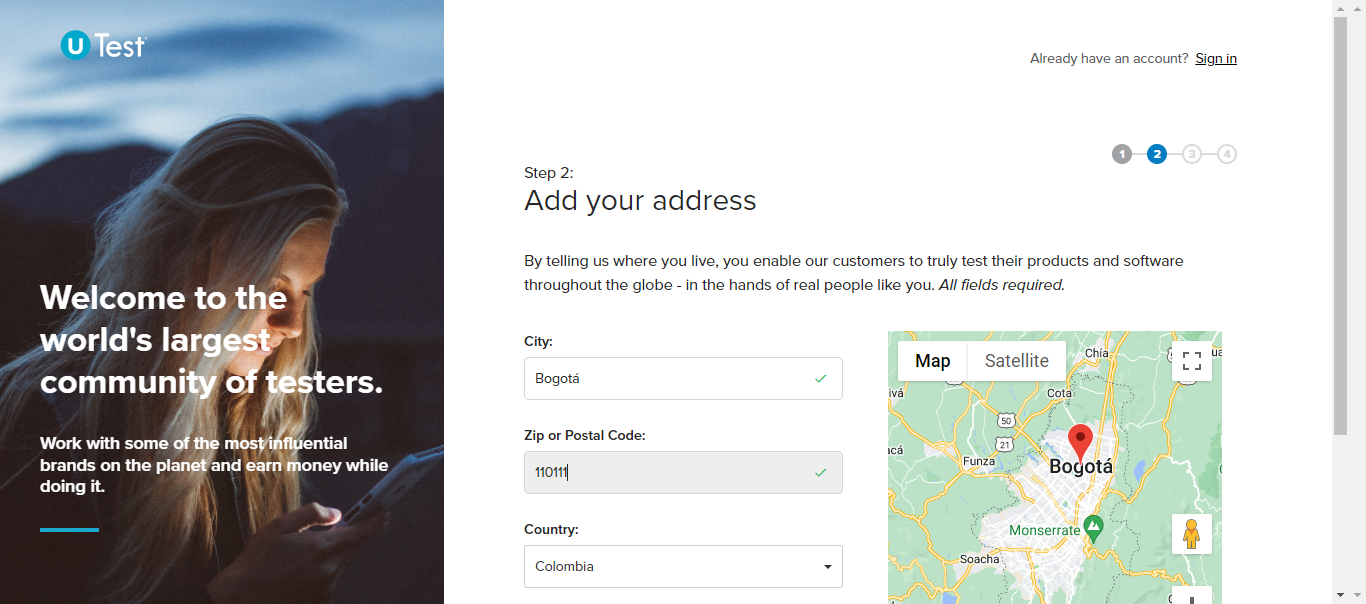 U Test
Already have an account? Sign in
1 2 3 4
Step 2:
Add your address
By telling us where you live, you enable our customers to truly test their products and software
throughout the globe - in the hands of real people like you. All fields required.
Welcome to the
world's largest
community of testers.
Work with some of the most influential
brands on the planet and earn money while
doing it.
City:
Bogotá
Zip or Postal Code:
110111
Country:
Colombia
Map Satellite
Chía
Cota
50
21
Funza
Bogotá
Monserrate
Soacha